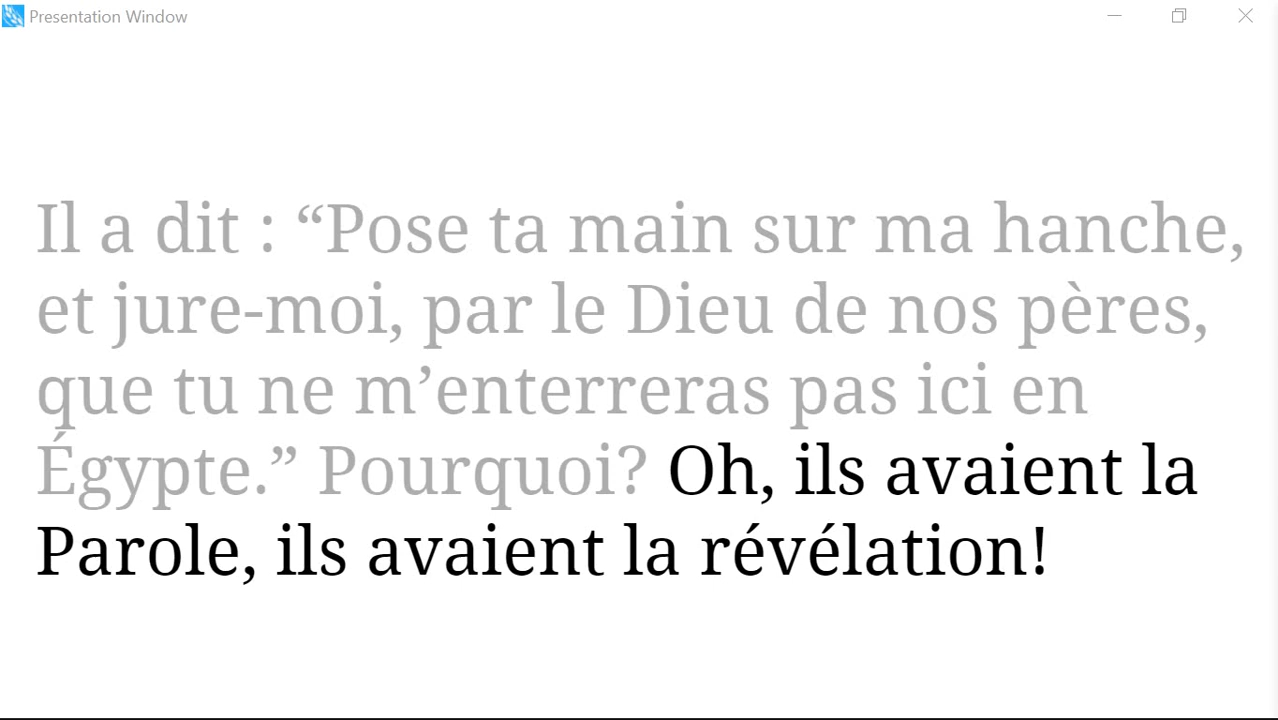 Presentation Window
Il a dit : “Pose ta main sur ma hanche,
et jure-moi, par le Dieu de nos pères,
que tu ne m’enterreras pas ici en
Égypte.” Pourquoi? Oh, ils avaient la
Parole, ils avaient la révélation!